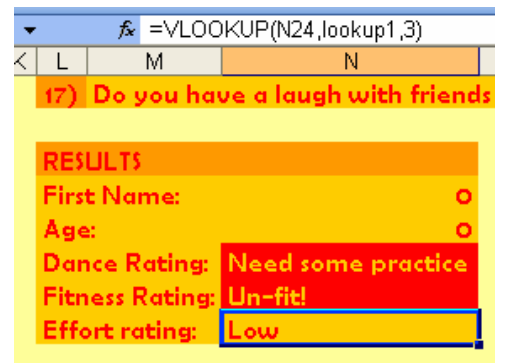 fx =VLOOKUP(N24,lookup1,3)
L M N
17) Do you have a laugh with friends
RESULTS
First Name: 0
Age: 0
Dance Rating: Need some practice
Fitness Rating: Un-fit!
Effort rating: Low